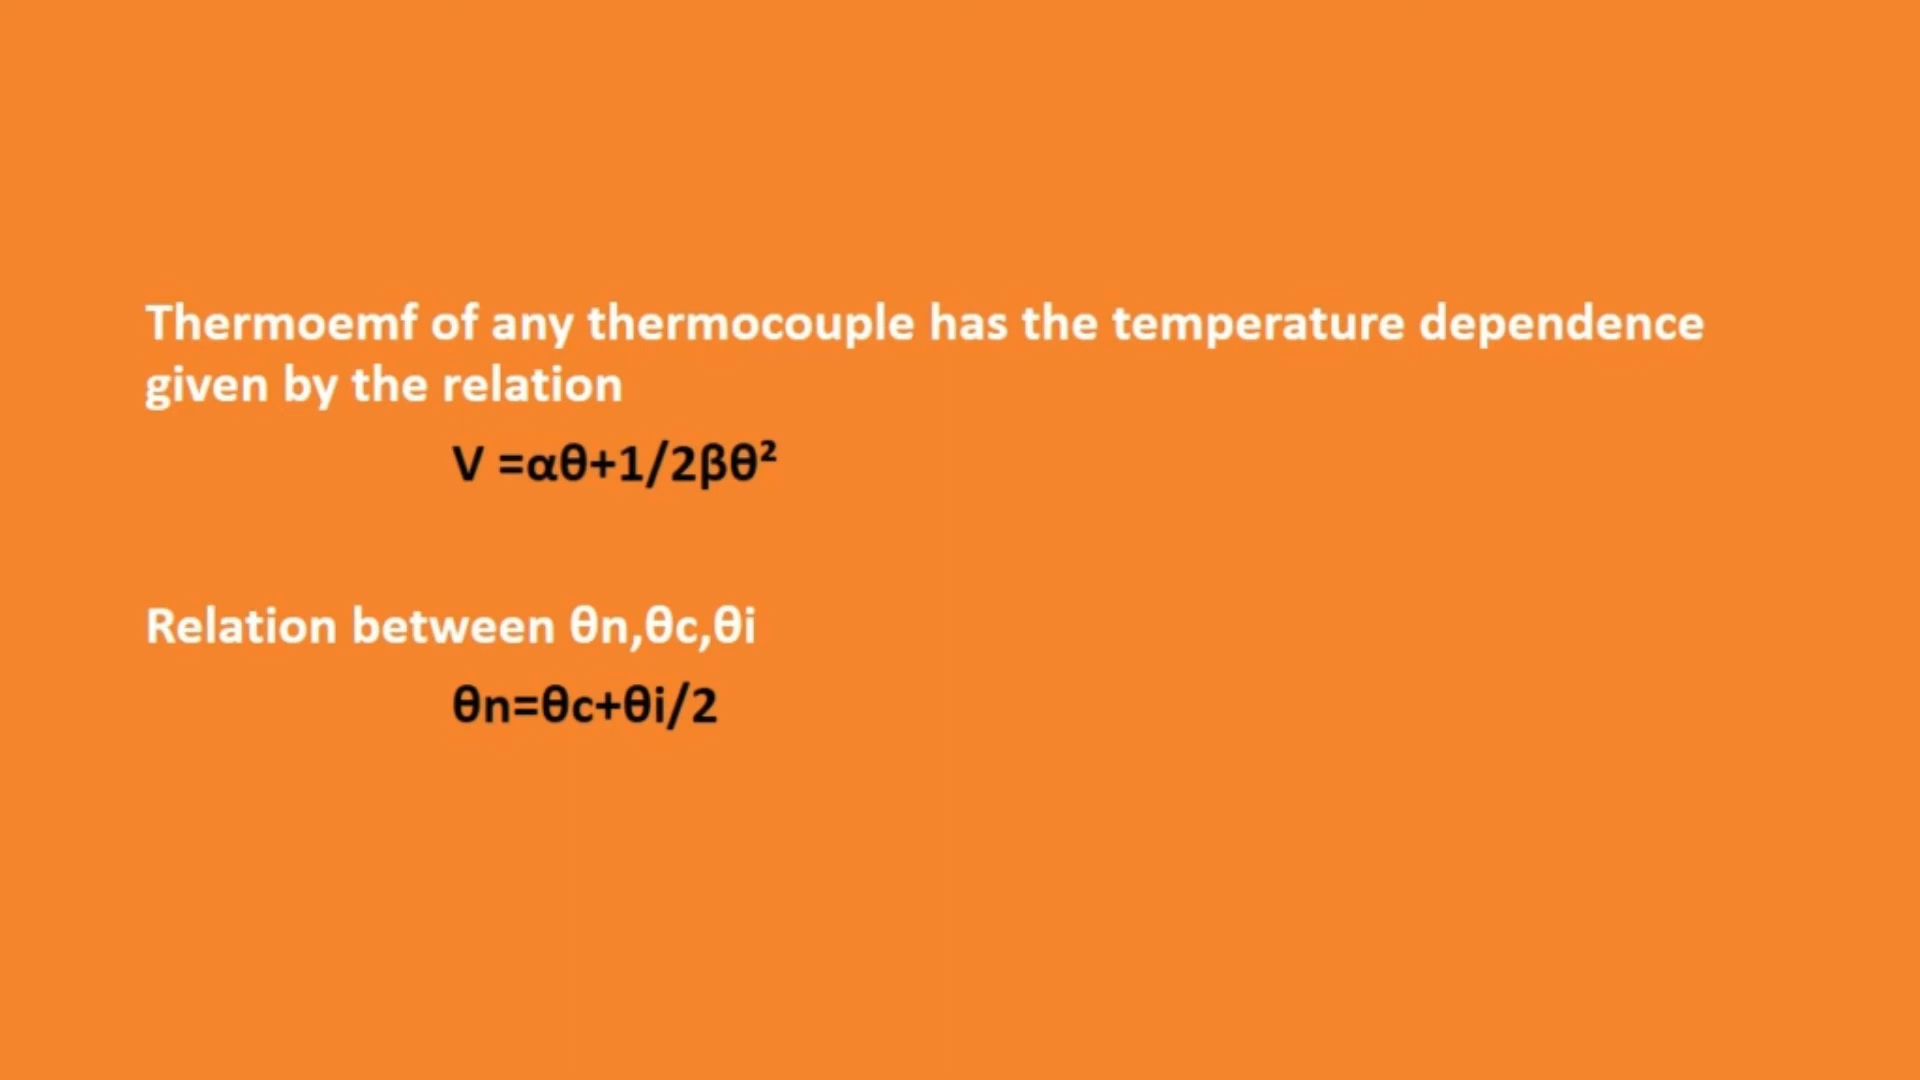 Thermoemf of any thermocouple has the temperature dependence
given by the relation
V =αθ+1/2βθ²
Relation between θn,θc,θi
θn=θc+θi/2